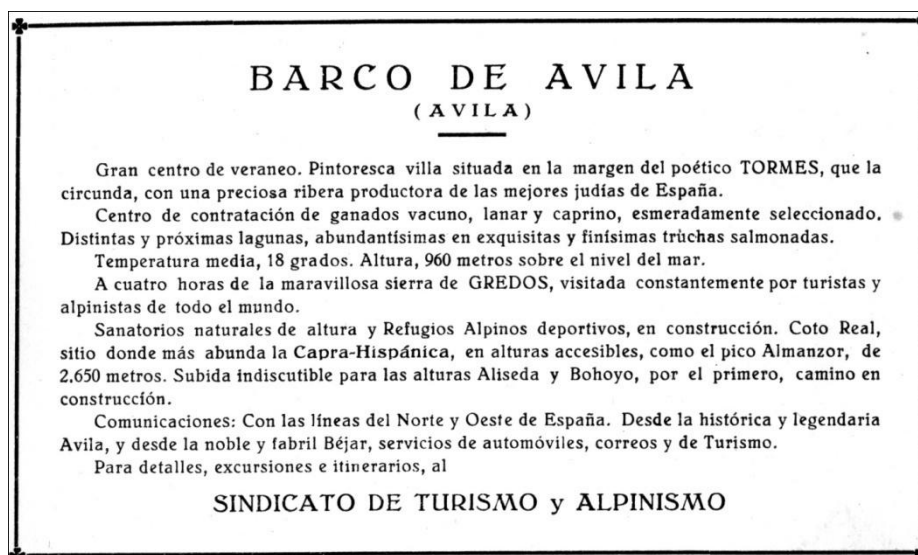 BARCO DE AVILA
(AVILA)
Gran centro de veraneo. Pintoresca villa situada en la margen del poético TORMES, que la
circunda, con una preciosa ribera productora de las mejores judías de España.
Centro de contratación de ganados vacuno, lanar y caprino, esmeradamente seleccionado.
Distintas y próximas lagunas, abundantísimas en exquisitas y finísimas trùchas salmonadas.
Temperatura media, 18 grados. Altura, 960 metros sobre el nivel del mar.
A cuatro horas de la maravillosa sierra de GREDOS, visitada constantemente por turistas y
alpinistas de todo el mundo.
Sanatorios naturales de altura y Refugios Alpinos deportivos, en construcción. Coto Real,
sitio donde más abunda la Capra-Hispánica, en alturas accesibles, como el pico Almanzor, de
2.650 metros. Subida indiscutible para las alturas Aliseda y Bohoyo, por el primero, camino en
construcción.
Comunicaciones: Con las líneas del Norte y Oeste de España. Desde la histórica y legendaria
Avila, y desde la noble y fabril Béjar, servicios de automóviles, correos y de Turismo.
Para detalles, excursiones e itinerarios, al
SINDICATO DE TURISMO y ALPINISMO